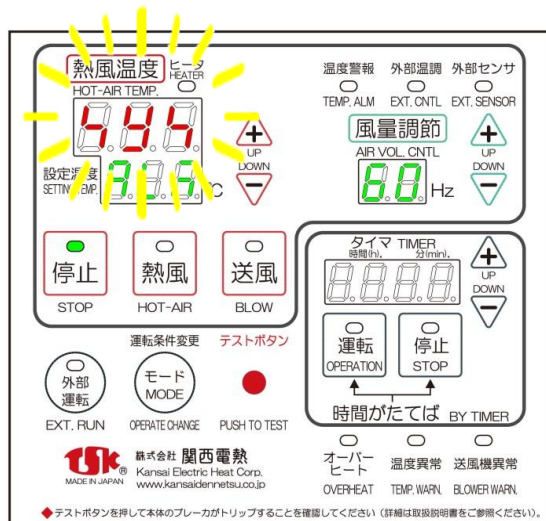 熱風温度 ヒータ
HEATER
HOT-AIR TEMP.
設定温度
SETTING TEMP.
℃
UP
DOWN
温度警報 外部温調 外部センサ
TEMP. ALM EXT. CNTL EXT. SENSOR
風量調節
AIR VOL. CNTL
60 Hz
UP
DOWN
停止 熱風 送風
STOP HOT-AIR BLOW
タイマ TIMER
時間(h). 分(min).
UP
DOWN
運転 停止
OPERATION STOP
時間がたてば BY TIMER
運転条件変更 テストボタン
外部
運転
モード
MODE
EXT. RUN OPERATE CHANGE PUSH TO TEST
TSK ®
MADE IN JAPAN
株式会社 関西電熱
Kansai Electric Heat Corp.
www.kansaidennetsu.co.jp
オーバー
ヒート
温度異常 送風機異常
OVERHEAT TEMP. WARN. BLOWER WARN.
◆テストボタンを押して本体のブレーカがトリップすることを確認してください（詳細は取扱説明書をご参照ください）。